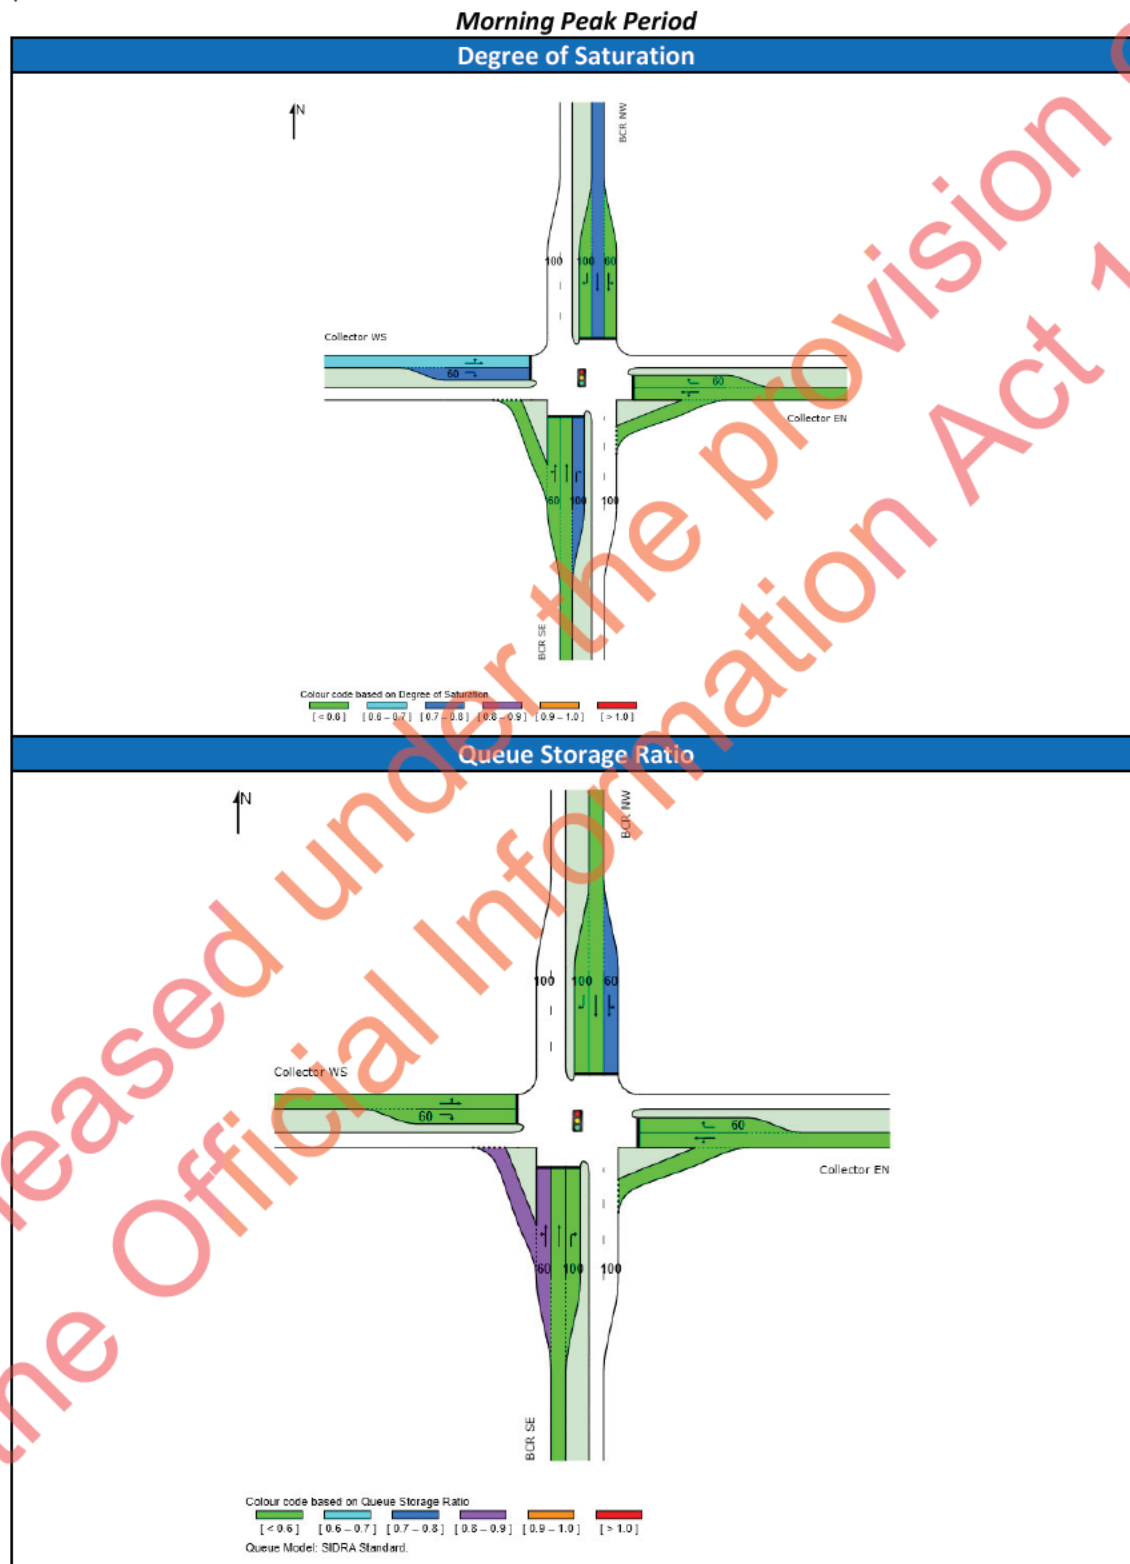 Morning Peak Period
Degree of Saturation
N
BCR NW
100 100 60
Collector WS
60
60
Collector EN
60 100 100
BCR SE
Colour code based on Degree of Saturation
[ < 0.6 ] [ 0.6 – 0.7 ] [ 0.7 – 0.8 ] [ 0.8 – 0.9 ] [ 0.9 – 1.0 ] [ > 1.0 ]
Queue Storage Ratio
N
BCR NW
100 100 60
Collector WS
60
60
Collector EN
60 100 100
BCR SE
Colour code based on Queue Storage Ratio
[ < 0.6 ] [ 0.6 – 0.7 ] [ 0.7 – 0.8 ] [ 0.8 – 0.9 ] [ 0.9 – 1.0 ] [ > 1.0 ]
Queue Model: SIDRA Standard.
eased under the provision
the Official Information Act 1